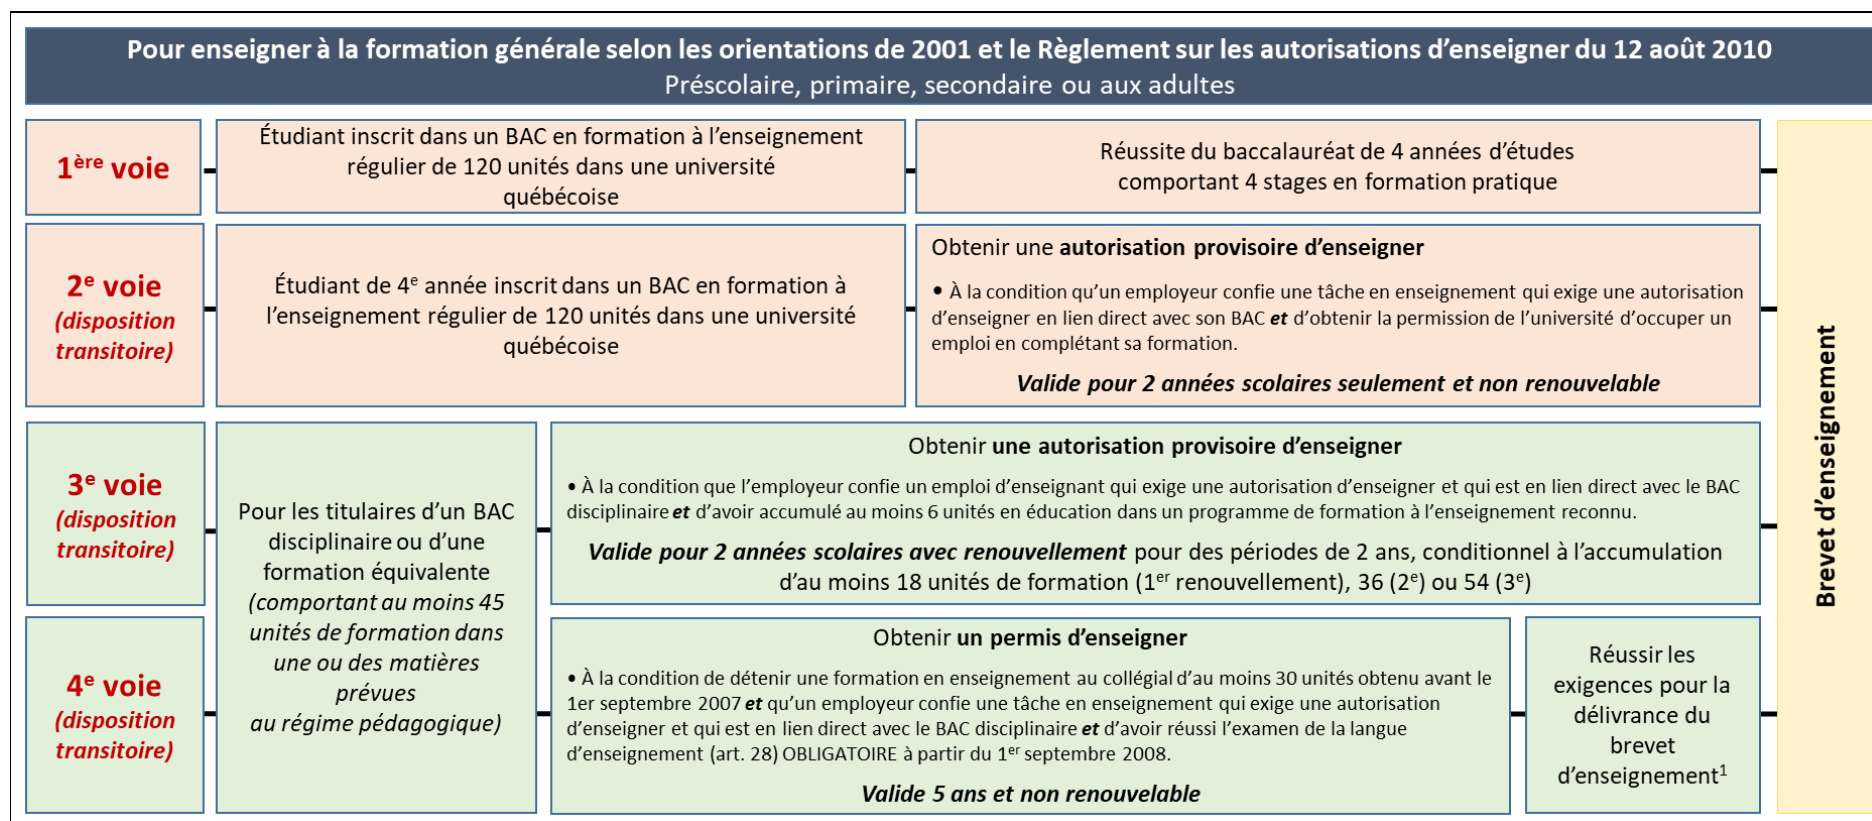 Pour enseigner à la formation générale selon les orientations de 2001 et le Règlement sur les autorisations d’enseigner du 12 août 2010
Préscolaire, primaire, secondaire ou aux adultes
1ère voie
Étudiant inscrit dans un BAC en formation à l’enseignement
régulier de 120 unités dans une université
québécoise
Réussite du baccalauréat de 4 années d’études
comportant 4 stages en formation pratique
2e voie
(disposition
transitoire)
Étudiant de 4e année inscrit dans un BAC en formation à
l’enseignement régulier de 120 unités dans une université
québécoise
Obtenir une autorisation provisoire d’enseigner
• À la condition qu’un employeur confie une tâche en enseignement qui exige une autorisation
d’enseigner en lien direct avec son BAC et d’obtenir la permission de l’université d’occuper un
emploi en complétant sa formation.
Valide pour 2 années scolaires seulement et non renouvelable
3e voie
(disposition
transitoire)
Pour les titulaires d’un BAC
disciplinaire ou d’une
formation équivalente
(comportant au moins 45
unités de formation dans
une ou des matières
prévues
au régime pédagogique)
Obtenir une autorisation provisoire d’enseigner
• À la condition que l’employeur confie un emploi d’enseignant qui exige une autorisation d’enseigner et qui est en lien direct avec le BAC
disciplinaire et d’avoir accumulé au moins 6 unités en éducation dans un programme de formation à l’enseignement reconnu.
Valide pour 2 années scolaires avec renouvellement pour des périodes de 2 ans, conditionnel à l’accumulation
d’au moins 18 unités de formation (1er renouvellement), 36 (2e) ou 54 (3e)
4e voie
(disposition
transitoire)
Obtenir un permis d’enseigner
• À la condition de détenir une formation en enseignement au collégial d’au moins 30 unités obtenu avant le
1er septembre 2007 et qu’un employeur confie une tâche en enseignement qui exige une autorisation
d’enseigner et qui est en lien direct avec le BAC disciplinaire et d’avoir réussi l’examen de la langue
d’enseignement (art. 28) OBLIGATOIRE à partir du 1er septembre 2008.
Valide 5 ans et non renouvelable
Réussir les
exigences pour la
délivrance du
brevet
d’enseignement1
Brevet d’enseignement